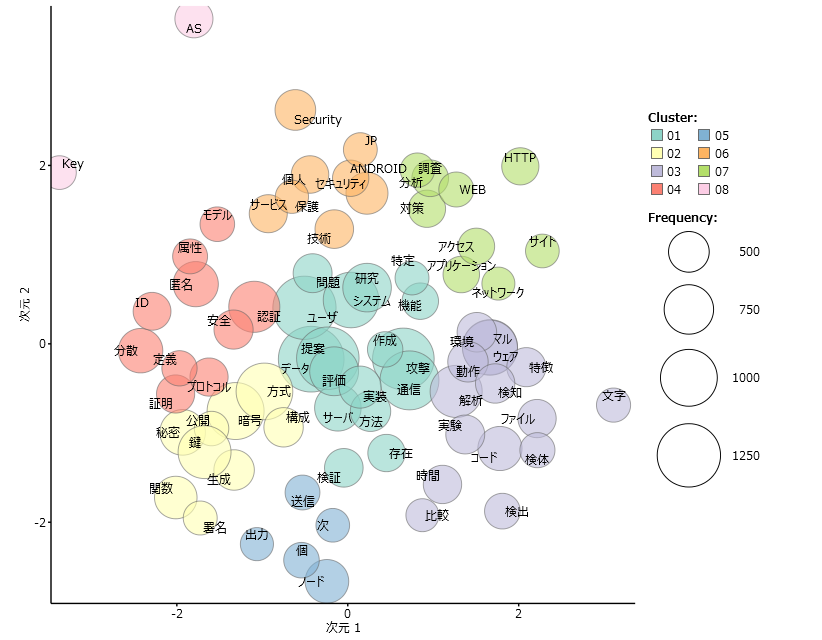 AS
Security
JP
HTTP
Key
ANDROID
調査
個人
セキュリティ
分析
WEB
サービス
保護
対策
モデル
技術
属性
アクセス
サイト
特定
アプリケーション
匿名
問題
研究
ネットワーク
ID
システム
機能
安全
認証
ユーザ
分散
定義
提案
作成
環境
マル
ウェア
データ
評価
攻撃
動作
特徴
プロトコル
方式
実装
通信
検知
文字
証明
解析
公開
暗号
構成
サーバ
方法
ファイル
秘密
鍵
実験
存在
コード
検体
生成
検証
時間
関数
送信
署名
次
比較
検出
出力
個
ノード
2
0
-2
-2
0
2
次元 1
次元 2
Cluster:
01 05
02 06
03 07
04 08
Frequency:
500
750
1000
1250